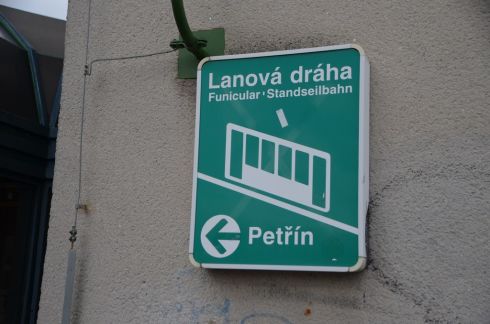 Lanová dráha
Funicular · Standseilbahn
Petřín